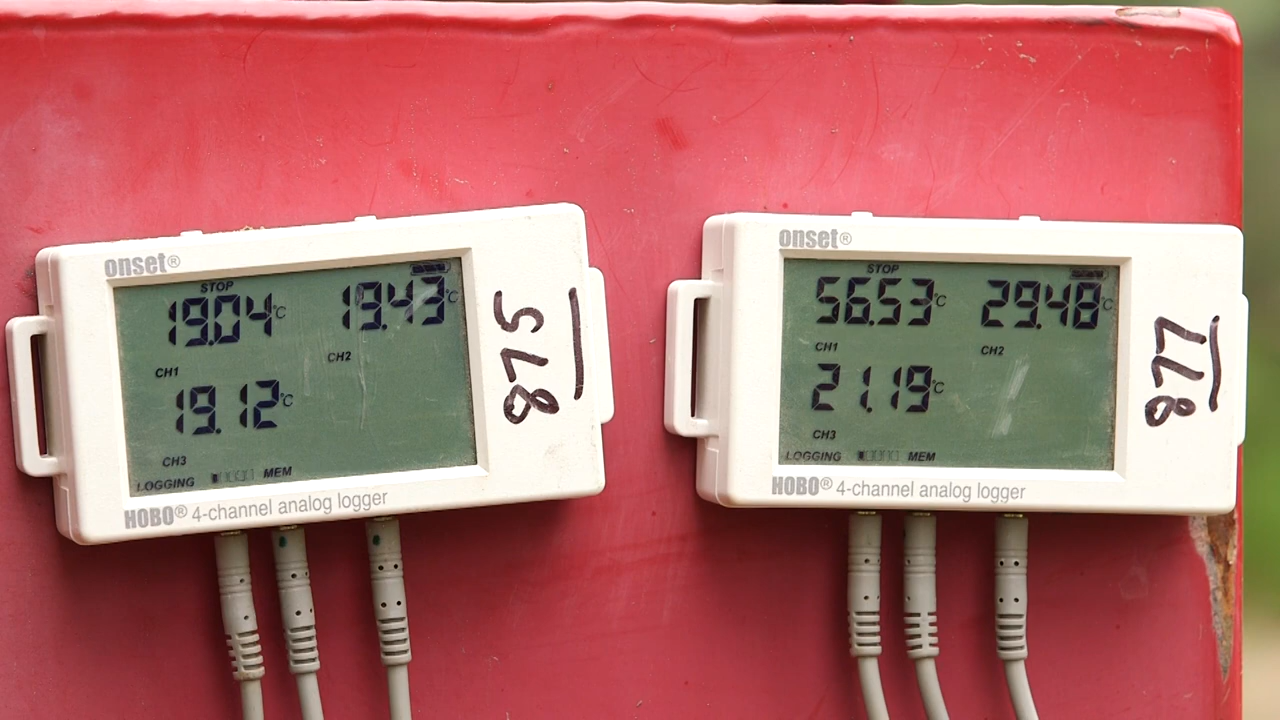 onset®
STOP
19.04°C 19.43°C
CH1 CH2
19.12°C
CH3
LOGGING MEM
HOBO® 4-channel analog logger
875
onset®
STOP
56.53°C 29.48°C
CH1 CH2
21.19°C
CH3
LOGGING MEM
HOBO® 4-channel analog logger
877